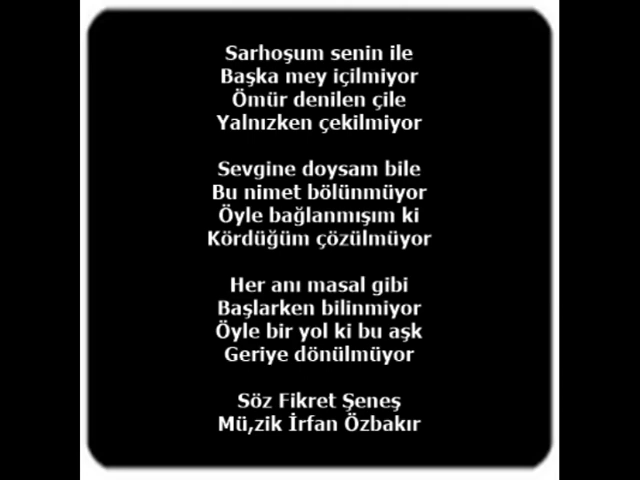 Sarhoşum senin ile
Başka mey içilmiyor
Ömür denilen çile
Yalnızken çekilmiyor
Sevgine doysam bile
Bu nimet bölünmüyor
Öyle bağlanmışım ki
Kördüğüm çözülmüyor
Her anı masal gibi
Başlarken bilinmiyor
Öyle bir yol ki bu aşk
Geriye dönülmüyor
Söz Fikret Şeneş
Mü,zik İrfan Özbakır